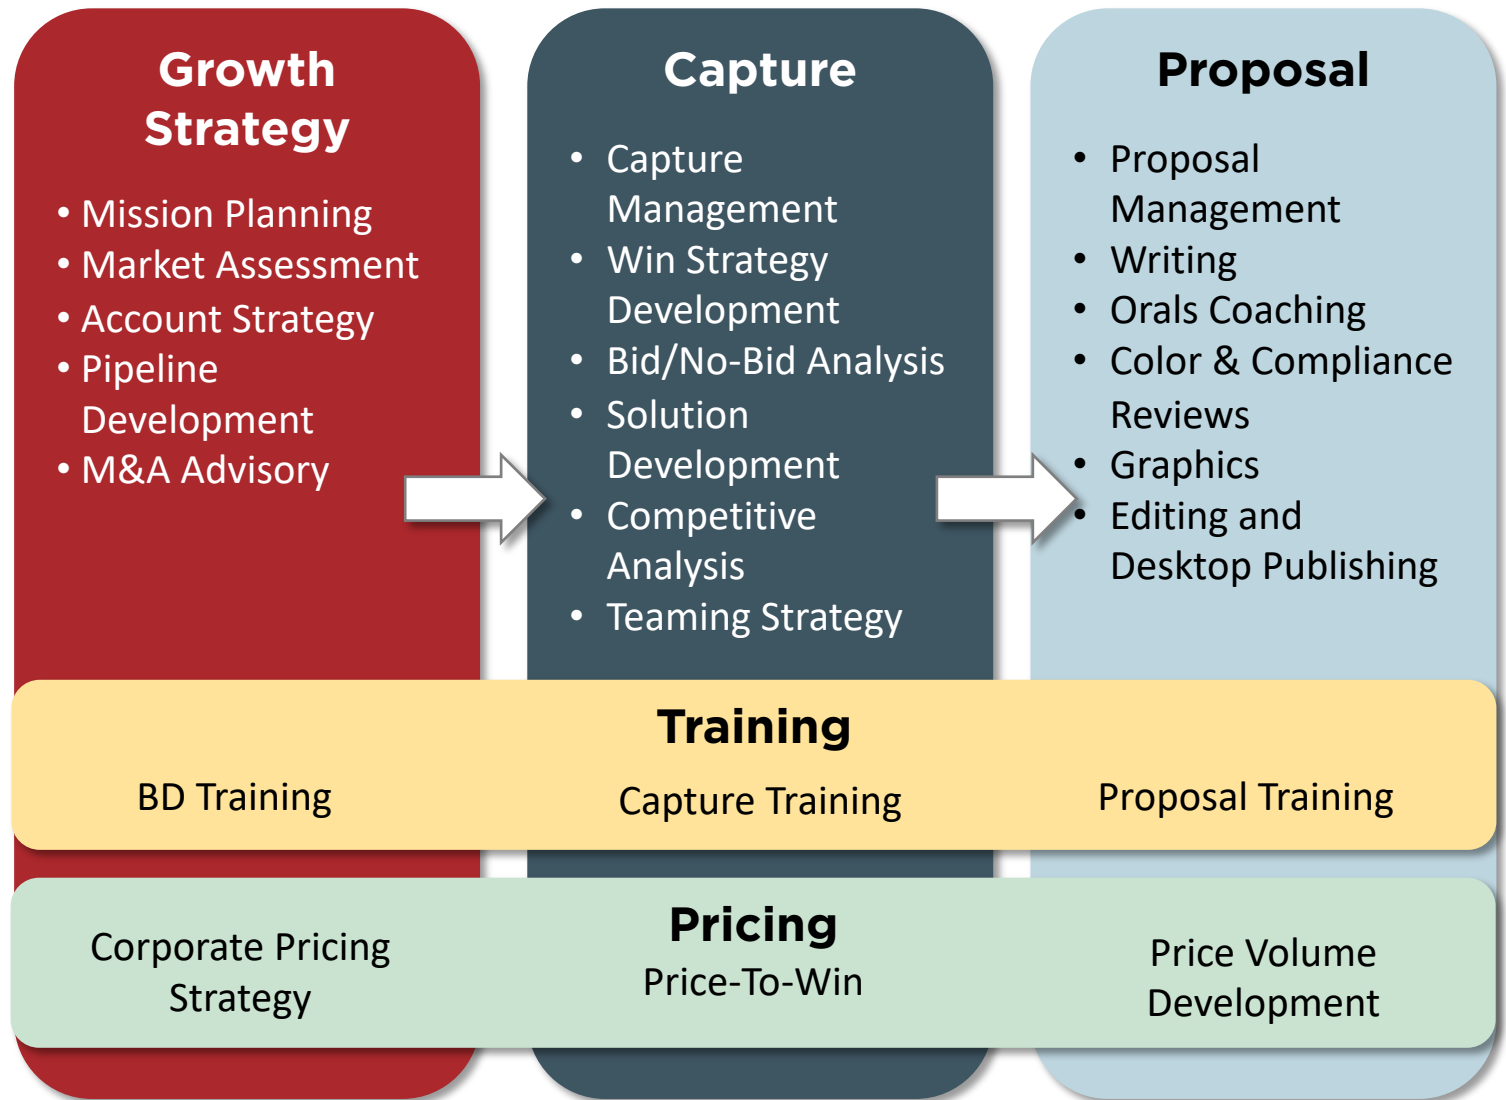 Growth
Strategy
• Mission Planning
• Market Assessment
• Account Strategy
• Pipeline
Development
• M&A Advisory
Capture
• Capture
Management
• Win Strategy
Development
• Bid/No-Bid Analysis
• Solution
Development
• Competitive
Analysis
• Teaming Strategy
Proposal
• Proposal
Management
• Writing
• Orals Coaching
• Color & Compliance
Reviews
• Graphics
• Editing and
Desktop Publishing
Training
BD Training
Capture Training
Proposal Training
Pricing
Corporate Pricing
Strategy
Price-To-Win
Price Volume
Development